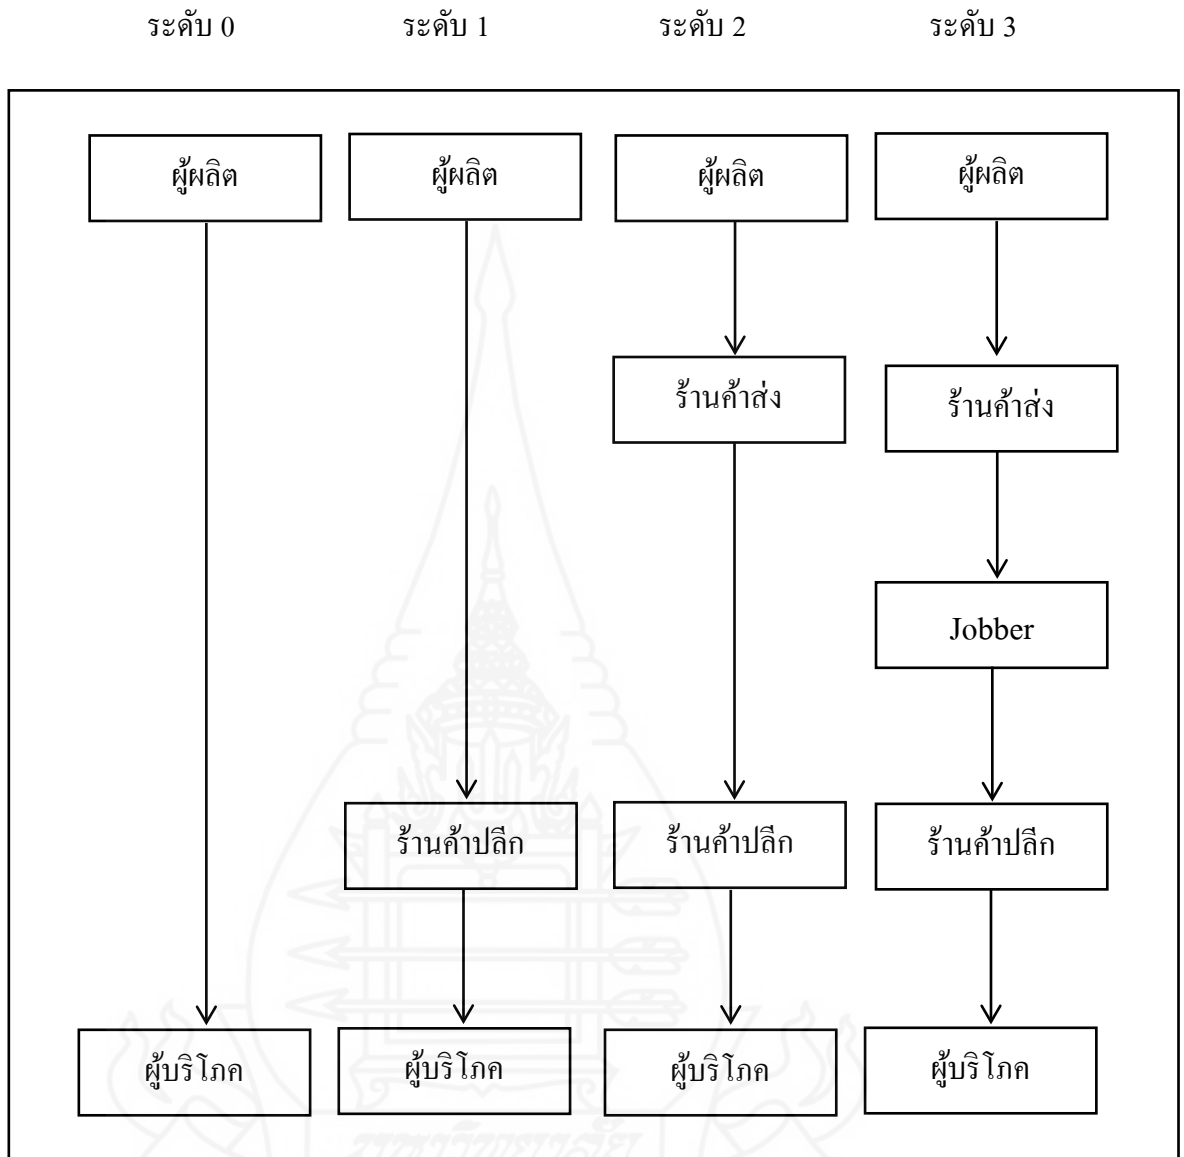 ระดับ 0 ระดับ 1 ระดับ 2 ระดับ 3
ผู้ผลิต ผู้ผลิต ผู้ผลิต ผู้ผลิต
ร้านค้าส่ง ร้านค้าส่ง
Jobber
ร้านค้าปลีก ร้านค้าปลีก ร้านค้าปลีก
ผู้บริโภค ผู้บริโภค ผู้บริโภค ผู้บริโภค